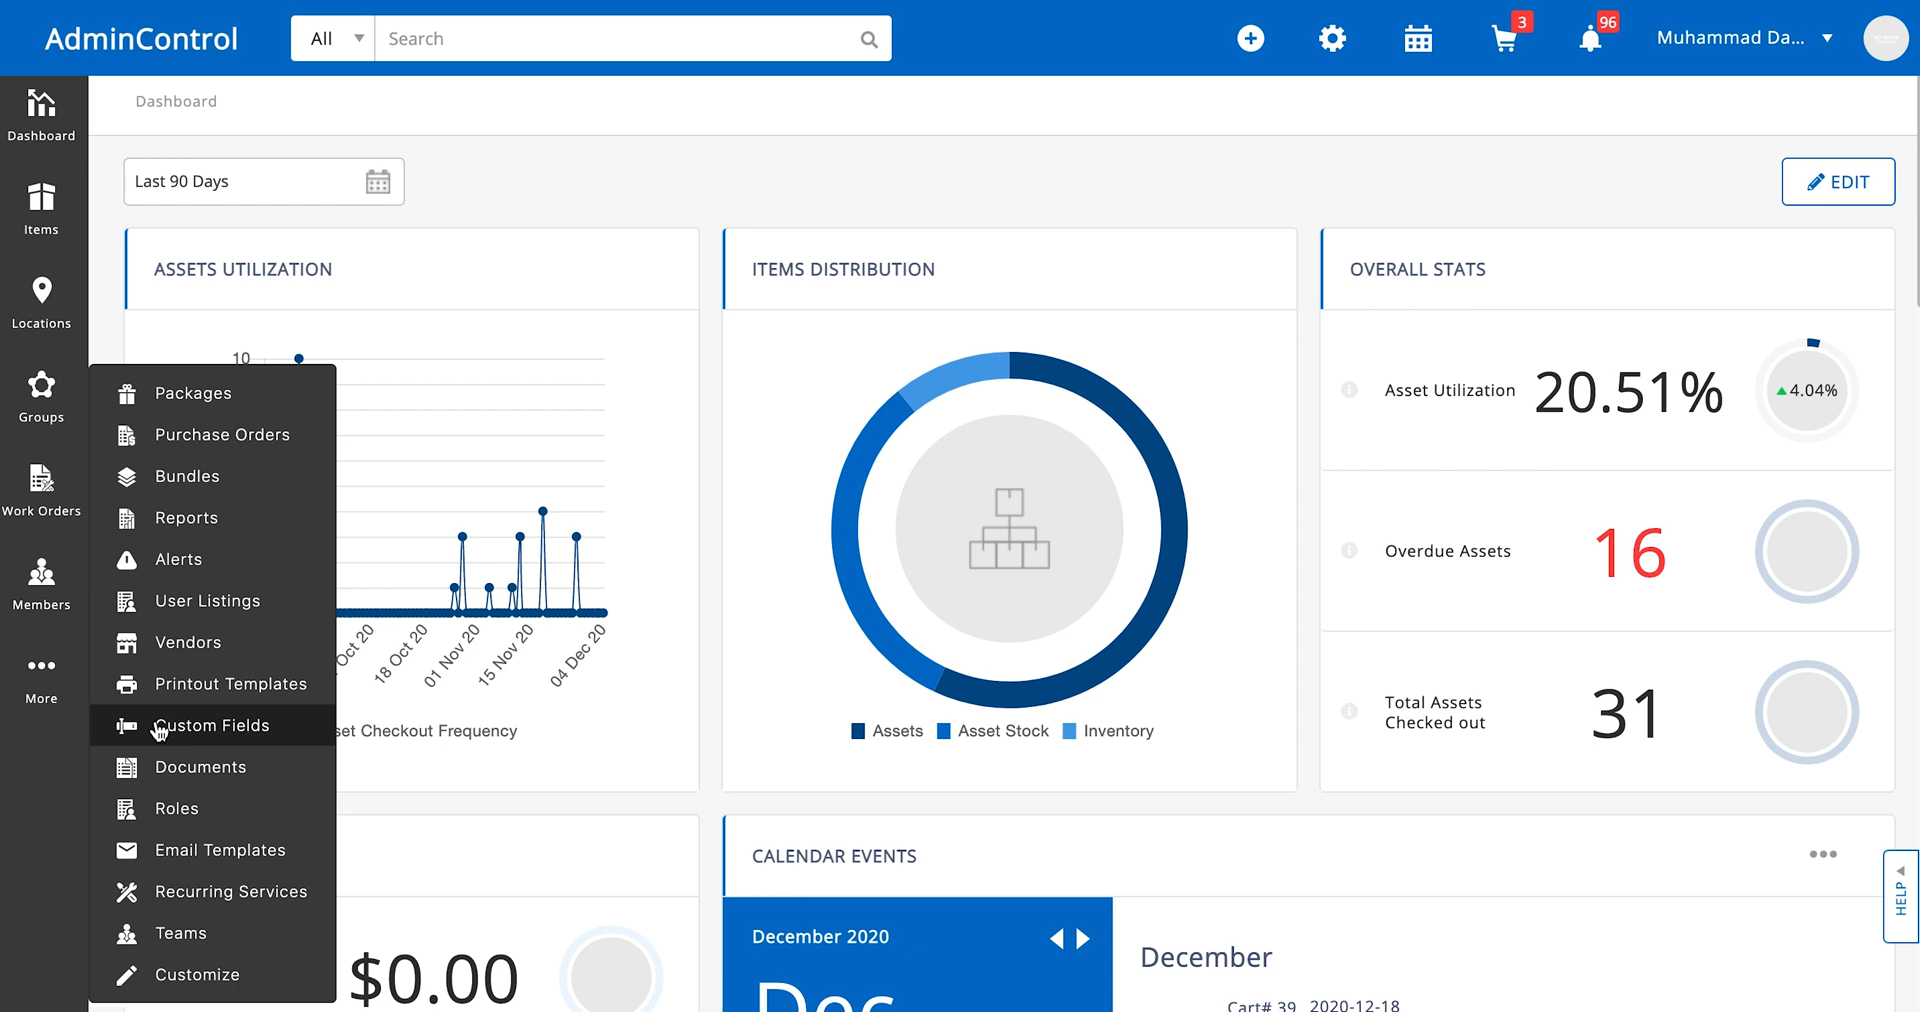 AdminControl
All
Search
3
96
Muhammad Da...
Dashboard
Items
Locations
Groups
Work Orders
Members
More
Dashboard
Last 90 Days
EDIT
ASSETS UTILIZATION
10
Oct 20
18 Oct 20
01 Nov 20
15 Nov 20
04 Dec 20
set Checkout Frequency
Packages
Purchase Orders
Bundles
Reports
Alerts
User Listings
Vendors
Printout Templates
Custom Fields
Documents
Roles
Email Templates
Recurring Services
Teams
Customize
ITEMS DISTRIBUTION
Assets
Asset Stock
Inventory
OVERALL STATS
Asset Utilization
20.51%
4.04%
Overdue Assets
16
Total Assets
Checked out
31
$0.00
CALENDAR EVENTS
December 2020
Dec
December
Cart# 39 2020-12-18
HELP